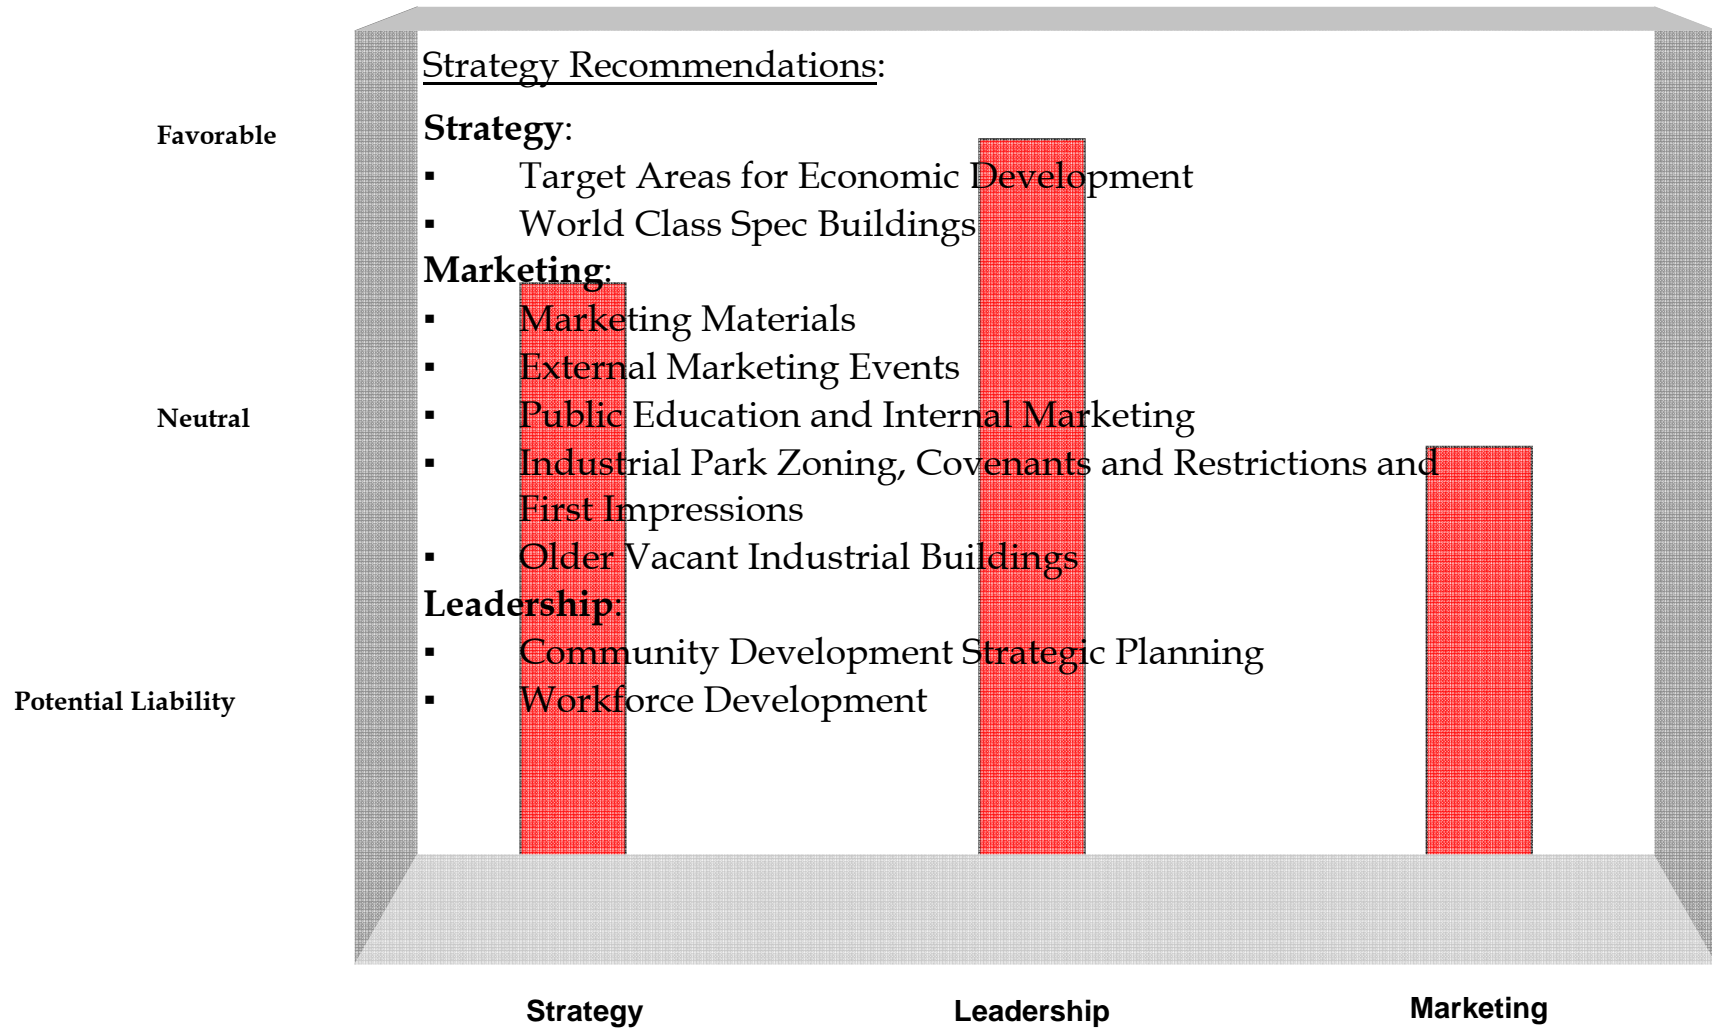 Strategy Recommendations:
Favorable
Strategy:
▪ Target Areas for Economic Development
▪ World Class Spec Buildings
Marketing:
▪ Marketing Materials
▪ External Marketing Events
Neutral
▪ Public Education and Internal Marketing
▪ Industrial Park Zoning, Covenants and Restrictions and
First Impressions
▪ Older Vacant Industrial Buildings
Leadership:
▪ Community Development Strategic Planning
Potential Liability
▪ Workforce Development
Strategy
Leadership
Marketing